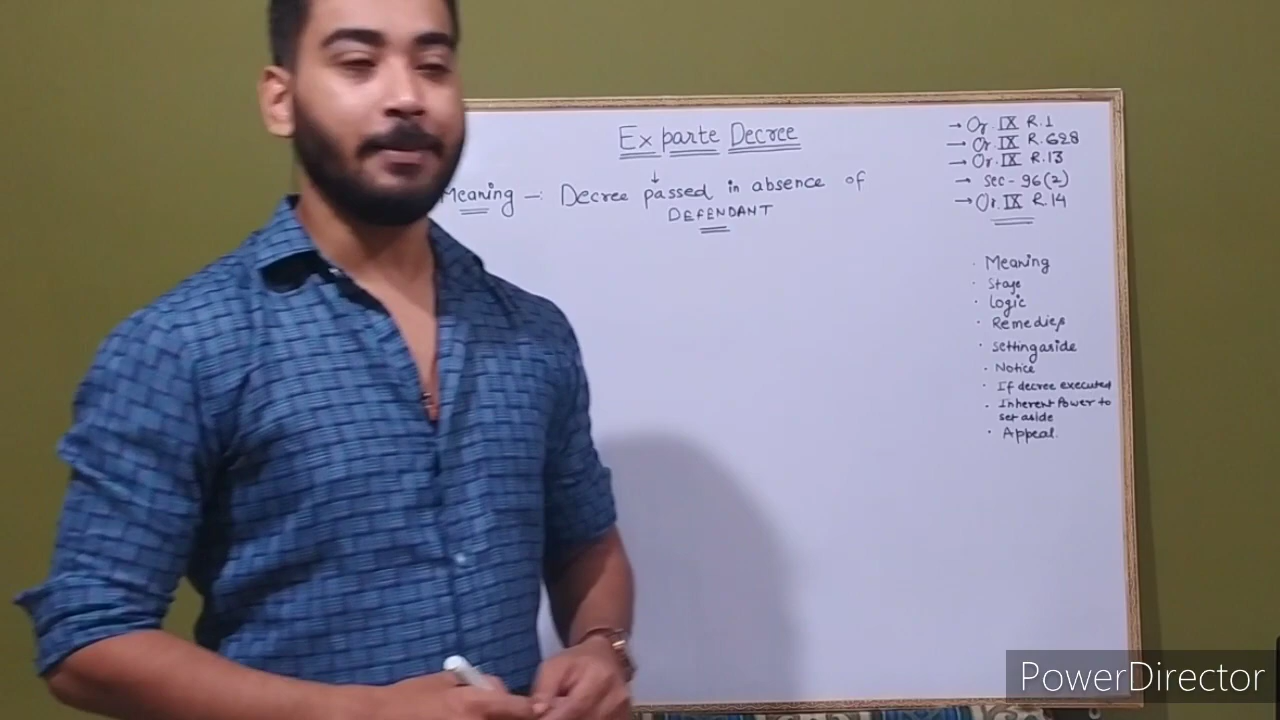 Ex parte Decree
Meaning -: Decree passed in absence of
DEFENDANT
→ Or. IX R.1
→ Or. IX R.6&8
→ Or. IX R.13
→ Sec-96(2)
→ Or. IX R.14
· Meaning
· Stage
· Logic
· Remedies
· Setting aside
· Notice
· If decree executed
· Inherent Power to
set aside
· Appeal.
PowerDirector